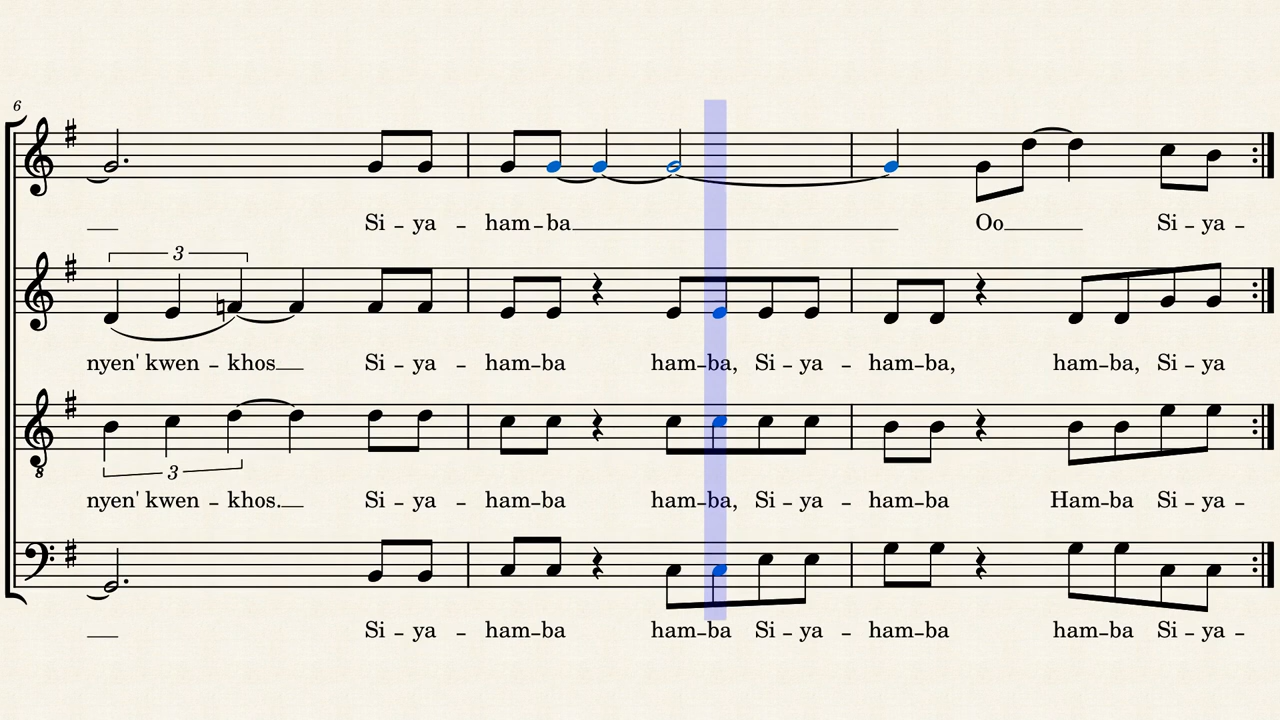 6
Si - ya - ham - ba Oo Si - ya -
3
nyen' kwen - khos Si - ya - ham - ba ham - ba, Si - ya - ham - ba, ham - ba, Si - ya
3
8
nyen' kwen - khos. Si - ya - ham - ba ham - ba, Si - ya - ham - ba Ham - ba Si - ya -
Si - ya - ham - ba ham - ba Si - ya - ham - ba ham - ba Si - ya -